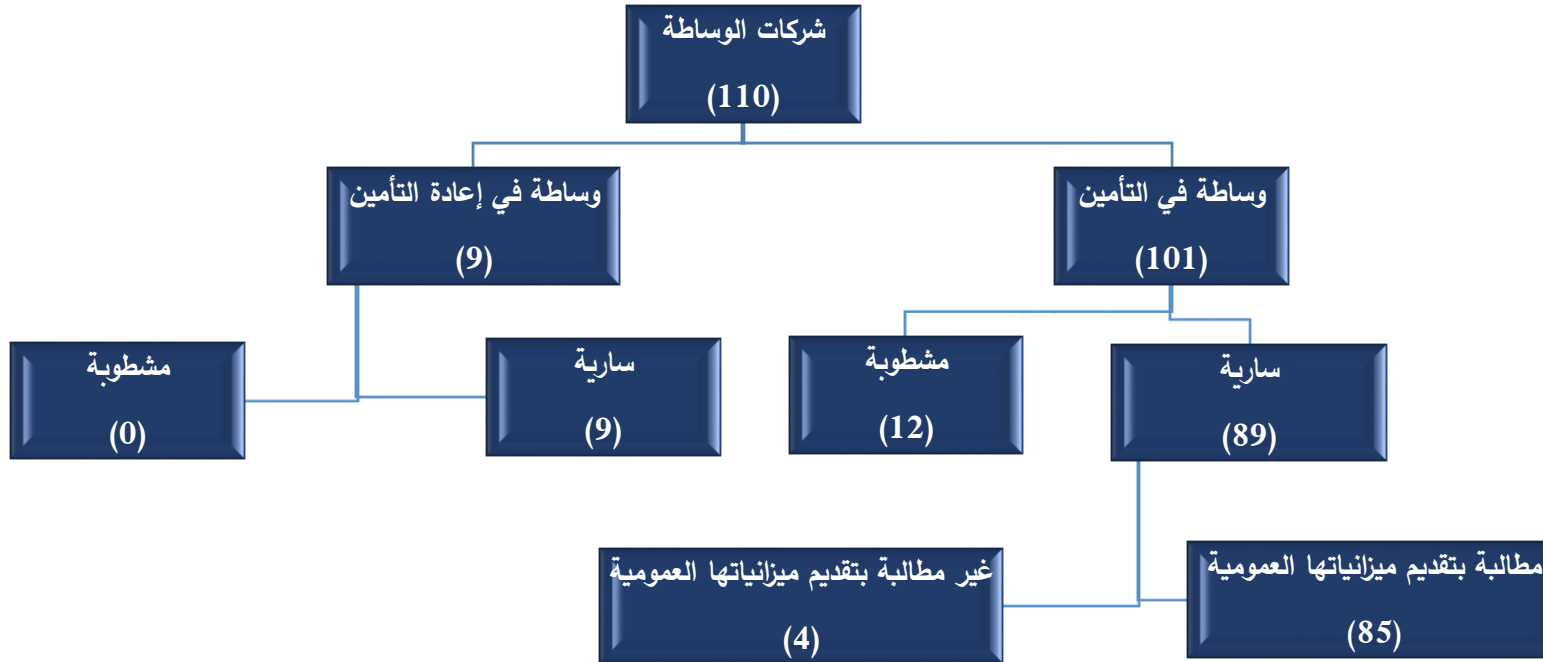 شركات الوساطة
(110)
وساطة في التأمين
(101)
وساطة في إعادة التأمين
(9)
سارية
(89)
مشطوبة
(12)
سارية
(9)
مشطوبة
(0)
مطالبة بتقديم ميزانياتها العمومية
(85)
غير مطالبة بتقديم ميزانياتها العمومية
(4)